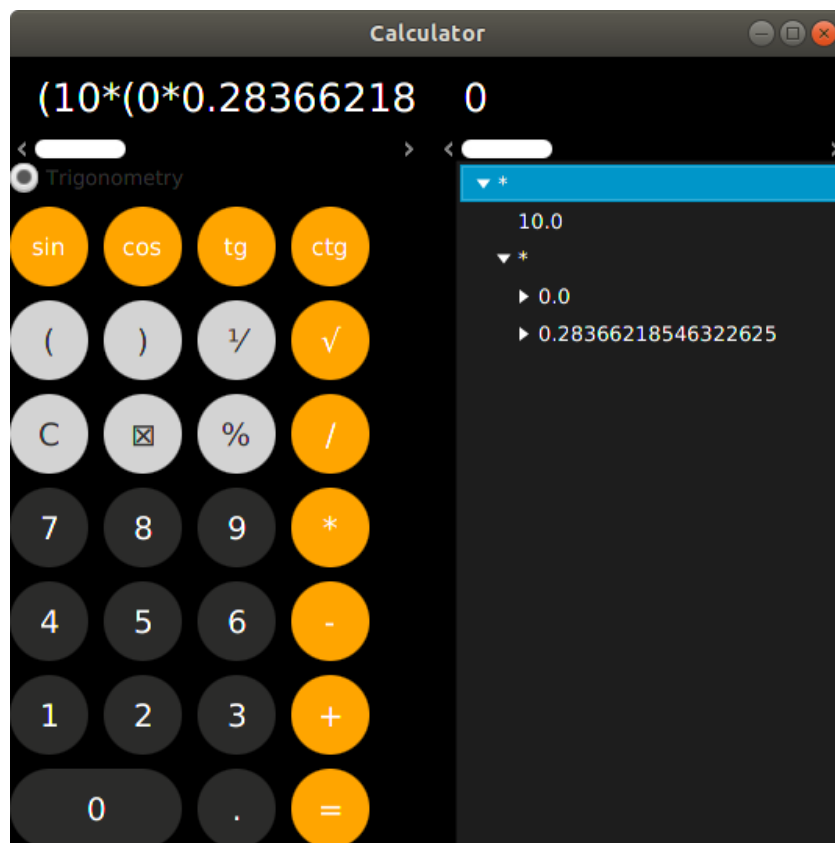 Calculator
(10*(0*0.28366218 0
Trigonometry
*
sin cos tg ctg
10.0
*
( ) ⅟ √
0.0
0.28366218546322625
C ⊠ % /
7 8 9 *
4 5 6 -
1 2 3 +
0 . =